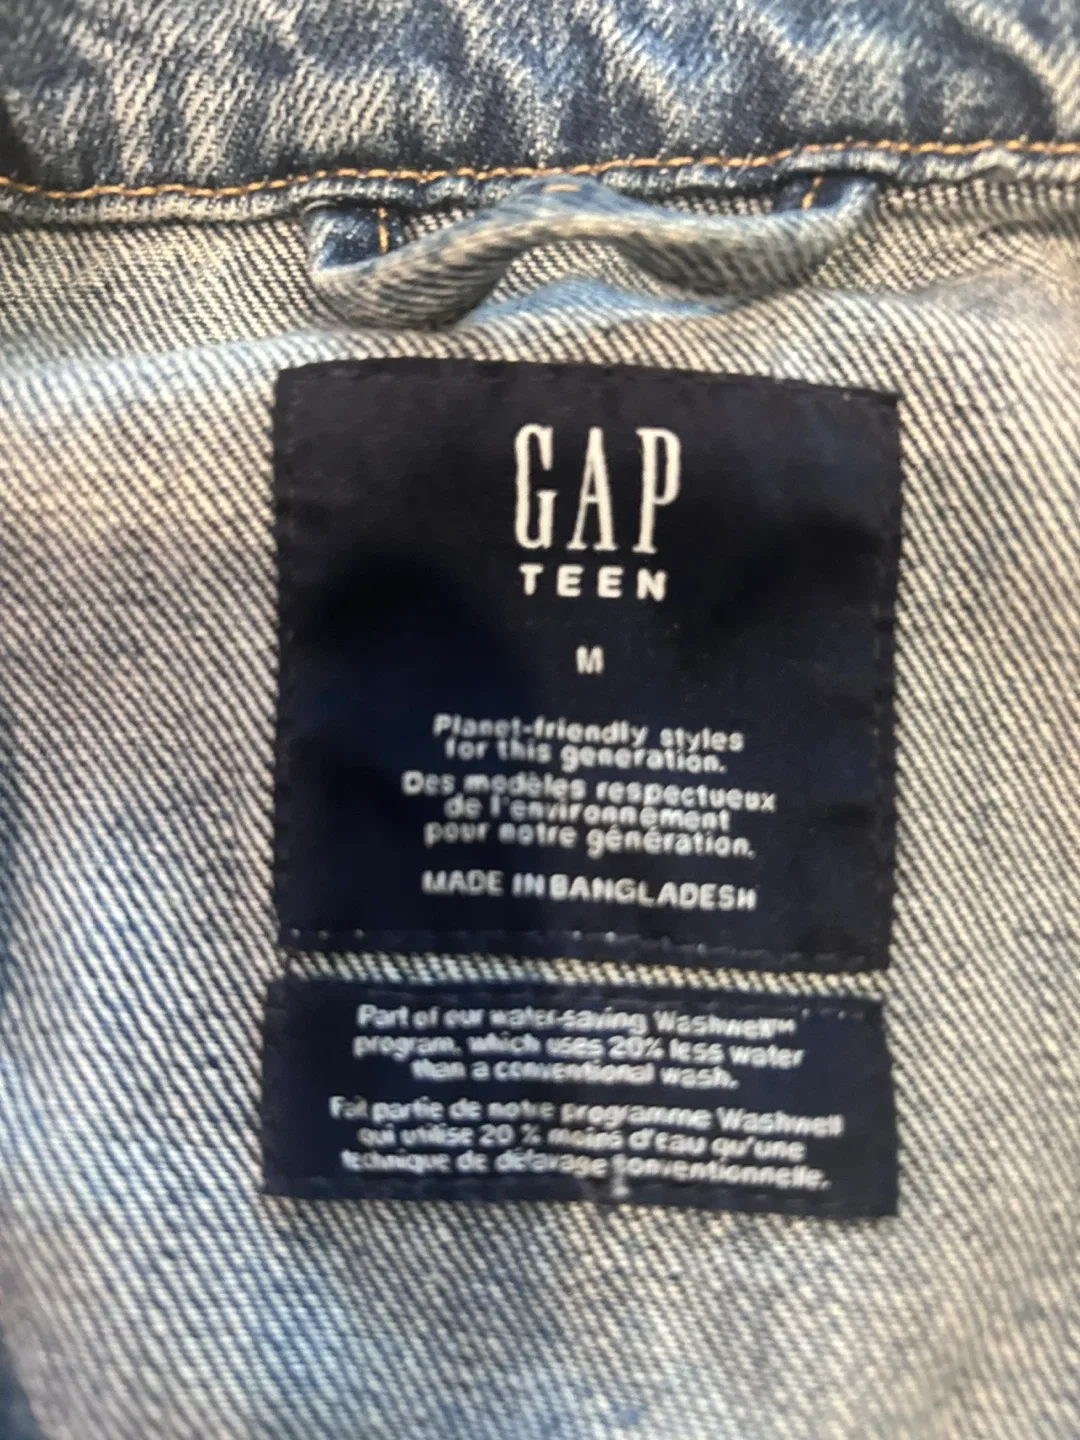 GAP
TEEN
M
Planet-friendly styles
for this generation.
Des modèles respectueux
de l'environnement
pour notre génération.
MADE IN BANGLADESH
Part of our water-saving Washwell™
program, which uses 20% less water
than a conventional wash.
Fait partie de notre programme Washwell
qui utilise 20 % moins d'eau qu'une
technique de délavage conventionnelle.